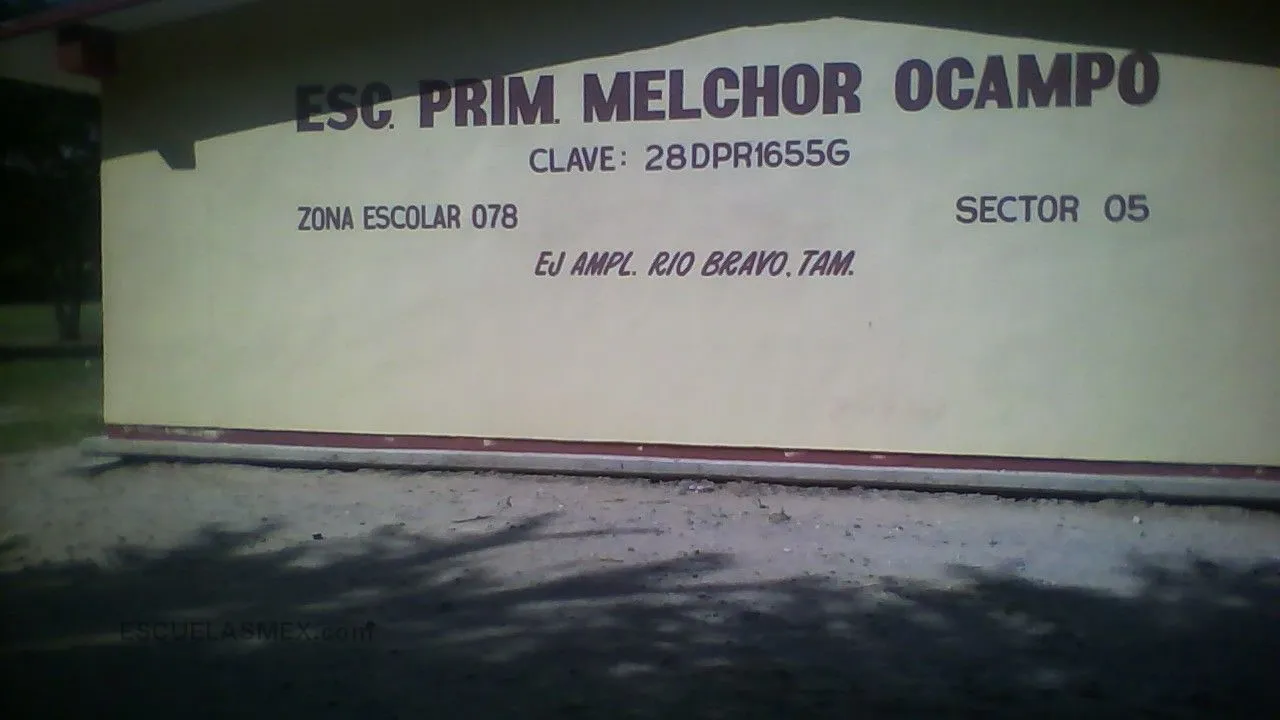 ESC. PRIM. MELCHOR OCAMPO
CLAVE: 28DPR1655G
ZONA ESCOLAR 078 SECTOR 05
EJ AMPL. RIO BRAVO, TAM.
ESCUELASMEX.com